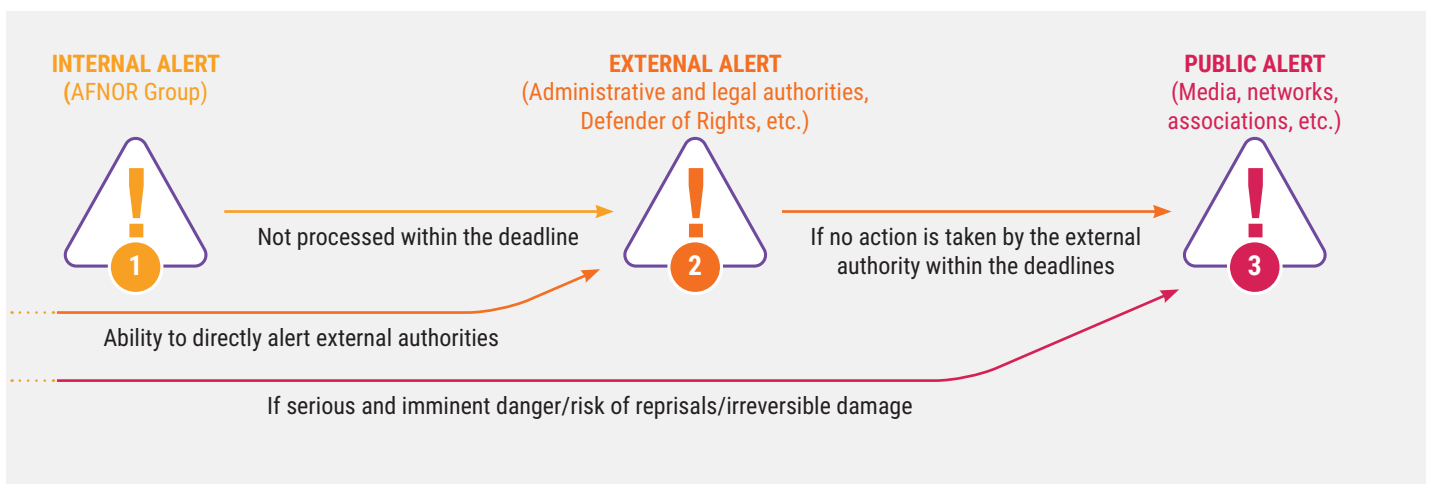 INTERNAL ALERT
(AFNOR Group)
EXTERNAL ALERT
(Administrative and legal authorities,
Defender of Rights, etc.)
PUBLIC ALERT
(Media, networks,
associations, etc.)
!
1
Not processed within the deadline
!
2
If no action is taken by the external
authority within the deadlines
!
3
Ability to directly alert external authorities
If serious and imminent danger/risk of reprisals/irreversible damage